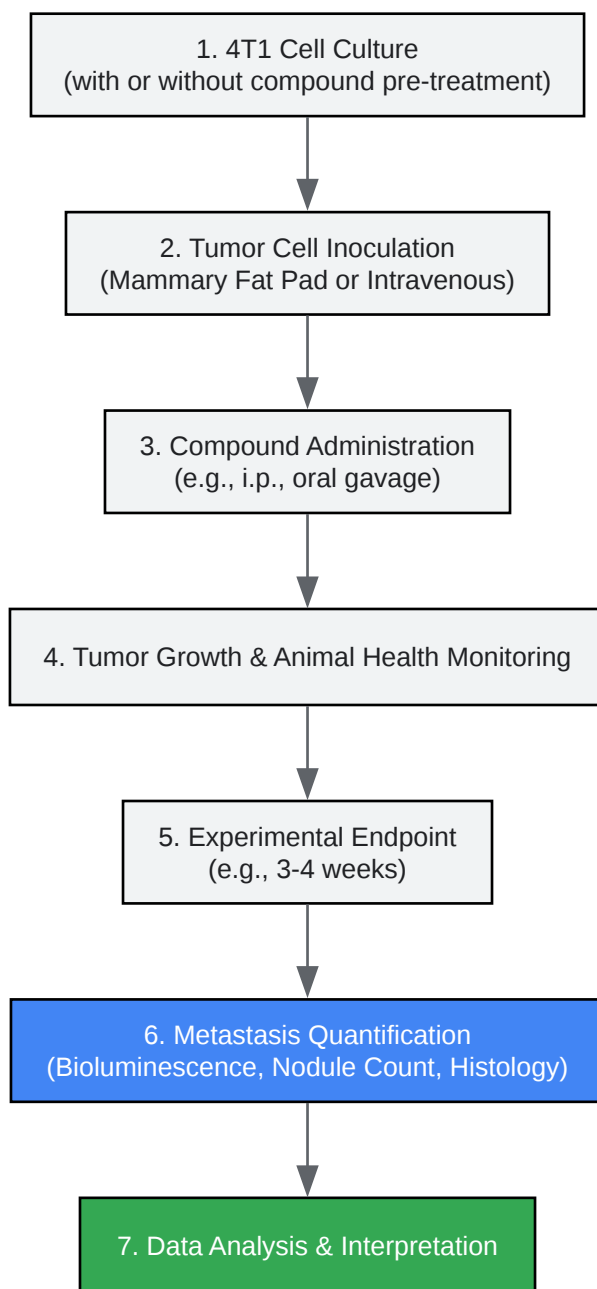 1. 4T1 Cell Culture
(with or without compound pre-treatment)
2. Tumor Cell Inoculation
(Mammary Fat Pad or Intravenous)
3. Compound Administration
(e.g., i.p., oral gavage)
4. Tumor Growth & Animal Health Monitoring
5. Experimental Endpoint
(e.g., 3-4 weeks)
6. Metastasis Quantification
(Bioluminescence, Nodule Count, Histology)
7. Data Analysis & Interpretation